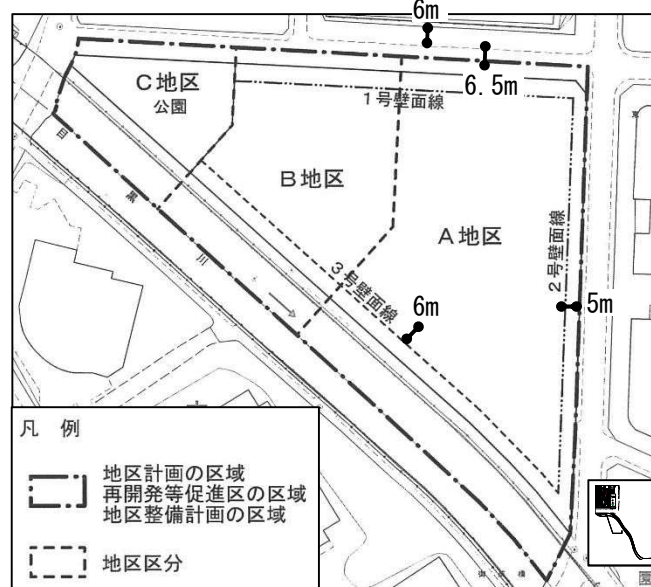 6m
6.5m
C地区
公園
1号壁面線
B地区
A地区
2号壁面線
目
黒
川
3号壁面線
6m
5m
凡 例
地区計画の区域
再開発等促進区の区域
地区整備計画の区域
地区区分